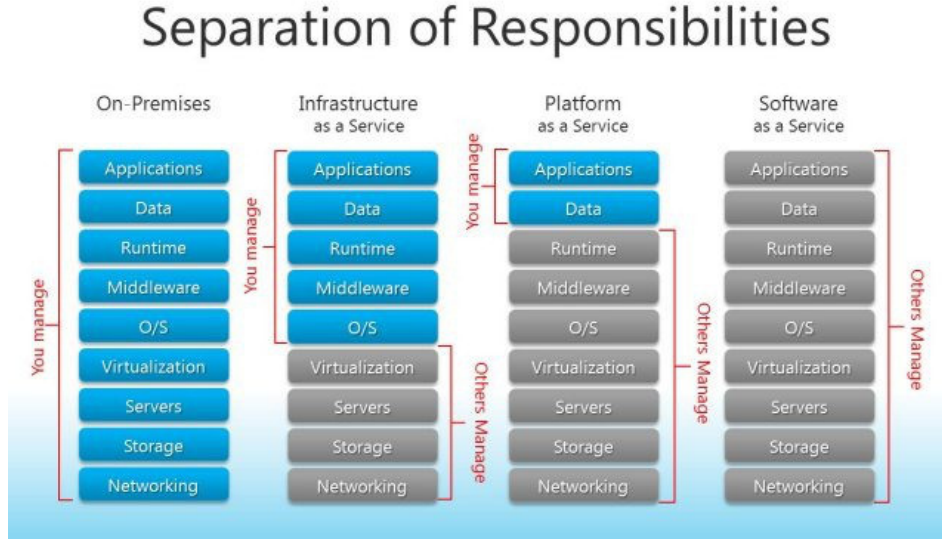 Separation of Responsibilities
On-Premises
Applications
Data
Runtime
Middleware
O/S
Virtualization
Servers
Storage
Networking
You manage
Infrastructure
as a Service
Applications
Data
Runtime
Middleware
O/S
Virtualization
Servers
Storage
Networking
You manage
Others Manage
Platform
as a Service
Applications
Data
Runtime
Middleware
O/S
Virtualization
Servers
Storage
Networking
You manage
Others Manage
Software
as a Service
Applications
Data
Runtime
Middleware
O/S
Virtualization
Servers
Storage
Networking
Others Manage